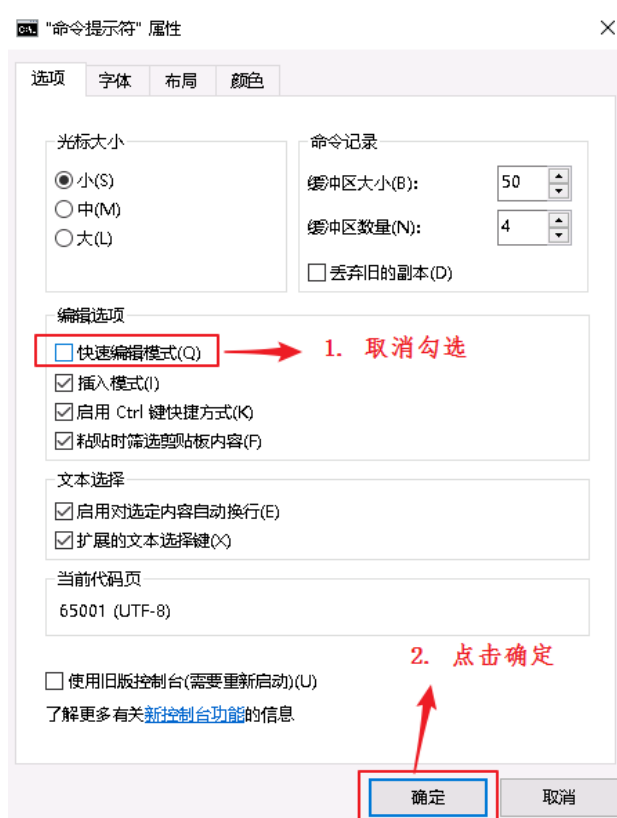 "命令提示符" 属性
选项 字体 布局 颜色
光标大小
小(S)
中(M)
大(L)
命令记录
缓冲区大小(B): 50
缓冲区数量(N): 4
丢弃旧的副本(D)
编辑选项
快速编辑模式(Q) 1. 取消勾选
插入模式(I)
启用 Ctrl 键快捷方式(K)
粘贴时筛选剪贴板内容(F)
文本选择
启用对选定内容自动换行(E)
扩展的文本选择键(X)
当前代码页
65001 (UTF-8)
2. 点击确定
使用旧版控制台(需要重新启动)(U)
了解更多有关新控制台功能的信息
确定 取消